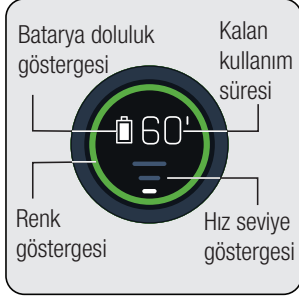 Batarya doluluk
göstergesi
Kalan
kullanım
süresi
60'
Renk
göstergesi
Hız seviye
göstergesi